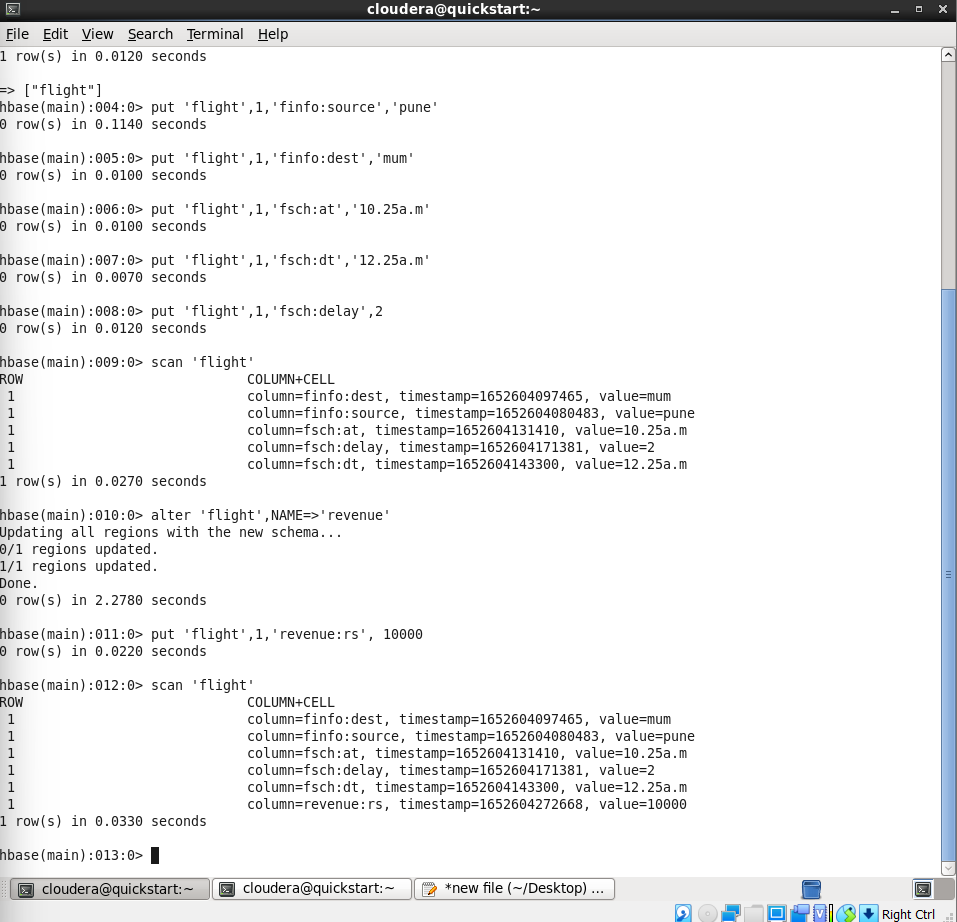 cloudera@quickstart:~
File Edit View Search Terminal Help
1 row(s) in 0.0120 seconds
=> ["flight"]
hbase(main):004:0> put 'flight',1,'finfo:source','pune'
0 row(s) in 0.1140 seconds
hbase(main):005:0> put 'flight',1,'finfo:dest','mum'
0 row(s) in 0.0100 seconds
hbase(main):006:0> put 'flight',1,'fsch:at','10.25a.m'
0 row(s) in 0.0100 seconds
hbase(main):007:0> put 'flight',1,'fsch:dt','12.25a.m'
0 row(s) in 0.0070 seconds
hbase(main):008:0> put 'flight',1,'fsch:delay',2
0 row(s) in 0.0120 seconds
hbase(main):009:0> scan 'flight'
ROW COLUMN+CELL
1 column=finfo:dest, timestamp=1652604097465, value=mum
1 column=finfo:source, timestamp=1652604080483, value=pune
1 column=fsch:at, timestamp=1652604131410, value=10.25a.m
1 column=fsch:delay, timestamp=1652604171381, value=2
1 column=fsch:dt, timestamp=1652604143300, value=12.25a.m
1 row(s) in 0.0270 seconds
hbase(main):010:0> alter 'flight',NAME=>'revenue'
Updating all regions with the new schema...
0/1 regions updated.
1/1 regions updated.
Done.
0 row(s) in 2.2780 seconds
hbase(main):011:0> put 'flight',1,'revenue:rs', 10000
0 row(s) in 0.0220 seconds
hbase(main):012:0> scan 'flight'
ROW COLUMN+CELL
1 column=finfo:dest, timestamp=1652604097465, value=mum
1 column=finfo:source, timestamp=1652604080483, value=pune
1 column=fsch:at, timestamp=1652604131410, value=10.25a.m
1 column=fsch:delay, timestamp=1652604171381, value=2
1 column=fsch:dt, timestamp=1652604143300, value=12.25a.m
1 column=revenue:rs, timestamp=1652604272668, value=10000
1 row(s) in 0.0330 seconds
hbase(main):013:0>
cloudera@quickstart:~ cloudera@quickstart:~ *new file (~/Desktop) ...
Right Ctrl